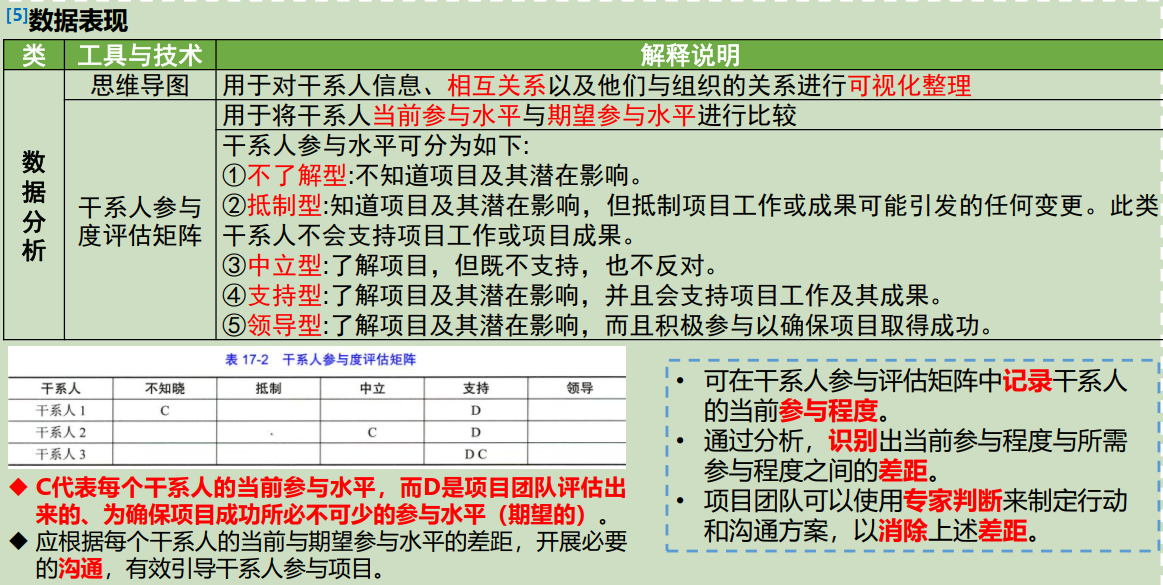 [5]数据表现
类 工具与技术 解释说明
数据分析
思维导图 用于对干系人信息、相互关系以及他们与组织的关系进行可视化整理
干系人参与度评估矩阵
用于将干系人当前参与水平与期望参与水平进行比较
干系人参与水平可分为如下:
①不了解型:不知道项目及其潜在影响。
②抵制型:知道项目及其潜在影响，但抵制项目工作或成果可能引发的任何变更。此类
干系人不会支持项目工作或项目成果。
③中立型:了解项目，但既不支持，也不反对。
④支持型:了解项目及其潜在影响，并且会支持项目工作及其成果。
⑤领导型:了解项目及其潜在影响，而且积极参与以确保项目取得成功。
表 17-2 干系人参与度评估矩阵
干系人 不知晓 抵制 中立 支持 领导
干系人 1 C D
干系人 2 C D
干系人 3 D C
◆ C代表每个干系人的当前参与水平，而D是项目团队评估出
来的、为确保项目成功所必不可少的参与水平（期望的）。
◆ 应根据每个干系人的当前与期望参与水平的差距，开展必要
的沟通，有效引导干系人参与项目。
• 可在干系人参与评估矩阵中记录干系人
的当前参与程度。
• 通过分析，识别出当前参与程度与所需
参与程度之间的差距。
• 项目团队可以使用专家判断来制定行动
和沟通方案，以消除上述差距。